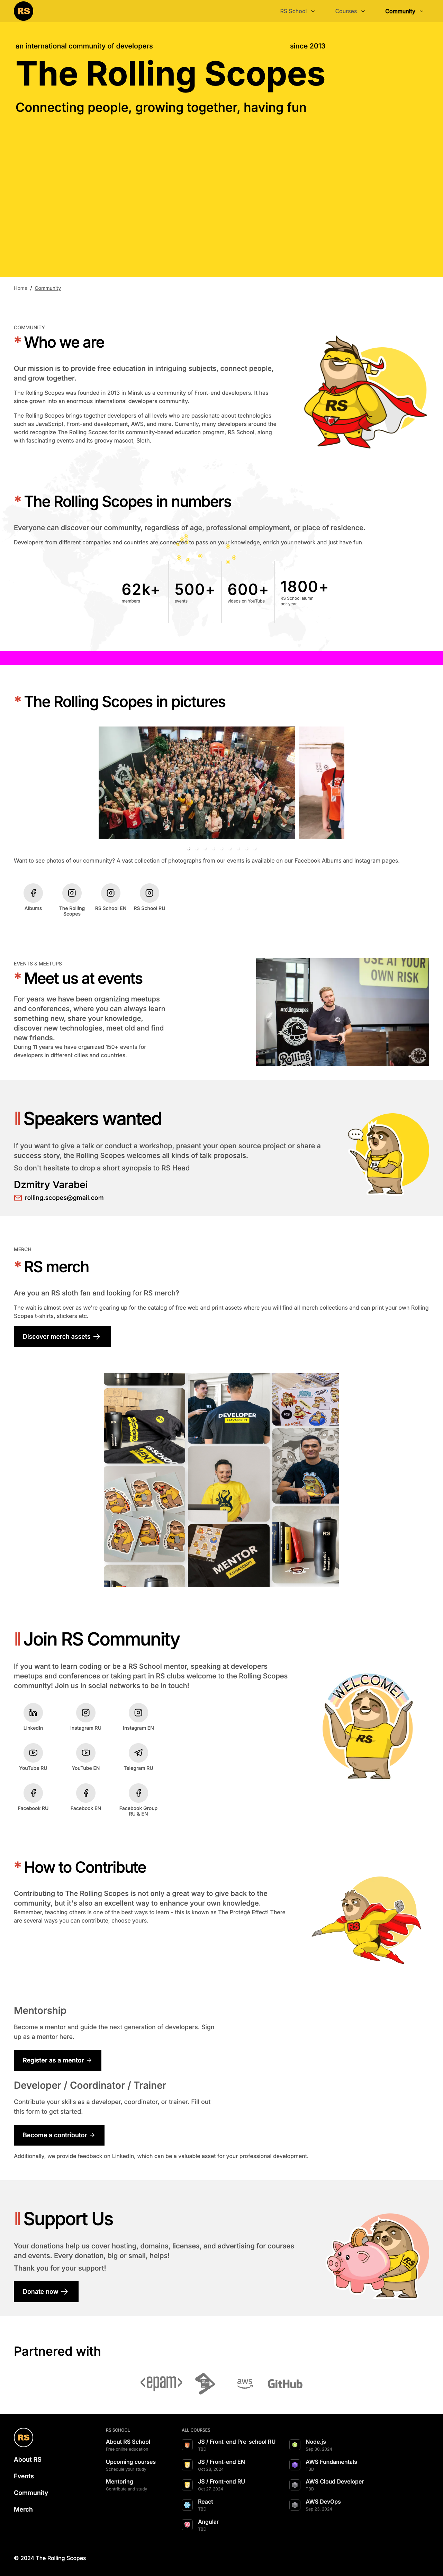 RS
RS School
Courses
Community
an international community of developers
since 2013
The Rolling Scopes
Connecting people, growing together, having fun
Home / Community
COMMUNITY
* Who we are
Our mission is to provide free education in intriguing subjects, connect people,
and grow together.
The Rolling Scopes was founded in 2013 in Minsk as a community of Front-end developers. It has
since grown into an enormous international developers community.
The Rolling Scopes brings together developers of all levels who are passionate about technologies
such as JavaScript, Front-end development, AWS, and more. Currently, many developers around the
world recognize The Rolling Scopes for its community-based education program, RS School, along
with fascinating events and its groovy mascot, Sloth.
RS
* The Rolling Scopes in numbers
Everyone can discover our community, regardless of age, professional employment, or place of residence.
Developers from different companies and countries are connected to pass on your knowledge, enrich your network and just have fun.
62k+
members
500+
events
600+
videos on YouTube
1800+
RS School alumni
per year
* The Rolling Scopes in pictures
Want to see photos of our community? A vast collection of photographs from our events is available on our Facebook Albums and Instagram pages.
Albums
The Rolling
Scopes
RS School EN
RS School RU
EVENTS & MEETUPS
* Meet us at events
For years we have been organizing meetups
and conferences, where you can always learn
something new, share your knowledge,
discover new technologies, meet old and find
new friends.
During 11 years we have organized 150+ events for
developers in different cities and countries.
USE AT YOUR
OWN RISK
#rollingscopes
Rolling
Scopes
Speakers wanted
If you want to give a talk or conduct a workshop, present your open source project or share a
success story, the Rolling Scopes welcomes all kinds of talk proposals.
So don't hesitate to drop a short synopsis to RS Head
Dzmitry Varabei
rolling.scopes@gmail.com
MERCH
* RS merch
Are you an RS sloth fan and looking for RS merch?
The wait is almost over as we're gearing up for the catalog of free web and print assets where you will find all merch collections and can print your own Rolling
Scopes t-shirts, stickers etc.
Discover merch assets
DEVELOPER
MENTOR
RS
Join RS Community
If you want to learn coding or be a RS School mentor, speaking at developers
meetups and conferences or taking part in RS clubs welcome to the Rolling Scopes
community! Join us in social networks to be in touch!
WELCOME!
RS
LinkedIn
Instagram RU
Instagram EN
YouTube RU
YouTube EN
Telegram RU
Facebook RU
Facebook EN
Facebook Group
RU & EN
* How to Contribute
Contributing to The Rolling Scopes is not only a great way to give back to the
community, but it's also an excellent way to enhance your own knowledge.
Remember, teaching others is one of the best ways to learn - this is known as The Protégé Effect! There
are several ways you can contribute, choose yours.
RS
Mentorship
Become a mentor and guide the next generation of developers. Sign
up as a mentor here.
Register as a mentor
Developer / Coordinator / Trainer
Contribute your skills as a developer, coordinator, or trainer. Fill out
this form to get started.
Become a contributor
Additionally, we provide feedback on LinkedIn, which can be a valuable asset for your professional development.
Support Us
Your donations help us cover hosting, domains, licenses, and advertising for courses
and events. Every donation, big or small, helps!
Thank you for your support!
Donate now
RS
Partnered with
<epam>
aws
GitHub
RS
About RS
Events
Community
Merch
RS SCHOOL
About RS School
Free online education
Upcoming courses
Schedule your study
Mentoring
Contribute and study
ALL COURSES
JS / Front-end Pre-school RU
TBD
JS / Front-end EN
Oct 28, 2024
JS / Front-end RU
Oct 27, 2024
React
TBD
Angular
TBD
Node.js
Sep 30, 2024
AWS Fundamentals
TBD
AWS Cloud Developer
TBD
AWS DevOps
Sep 23, 2024
© 2024 The Rolling Scopes